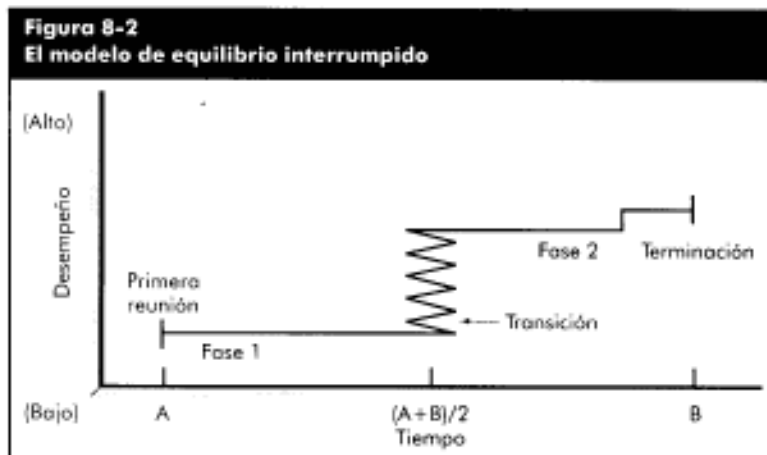 Figura 8-2
El modelo de equilibrio interrumpido
(Alto)
Desempeño
Primera
reunión
Fase 1
Fase 2
Terminación
Transición
(Bajo)
A
(A+B)/2
B
Tiempo